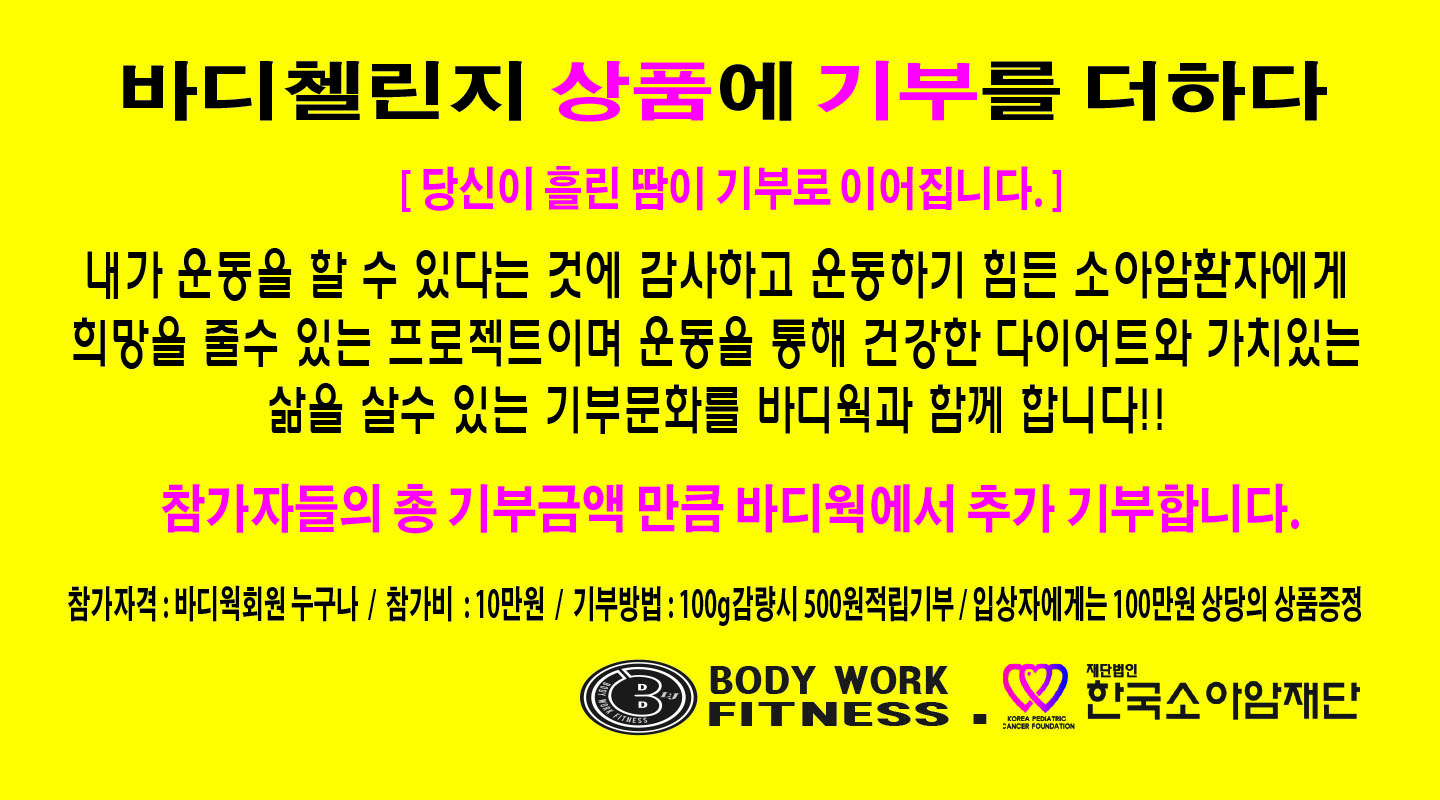 바디첼린지 상품에 기부를 더하다
[ 당신이 흘린 땀이 기부로 이어집니다. ]
내가 운동을 할 수 있다는 것에 감사하고 운동하기 힘든 소아암환자에게
희망을 줄수 있는 프로젝트이며 운동을 통해 건강한 다이어트와 가치있는
삶을 살수 있는 기부문화를 바디웍과 함께 합니다!!
참가자들의 총 기부금액 만큼 바디웍에서 추가 기부합니다.
참가자격 : 바디웍회원 누구나 / 참가비 : 10만원 / 기부방법 : 100g감량시 500원적립기부 / 입상자에게는 100만원 상당의 상품증정
BODY WORK FITNESS
BODY WORK
FITNESS .
KOREA PEDIATRIC
CANCER FOUNDATION
재단법인
한국소아암재단